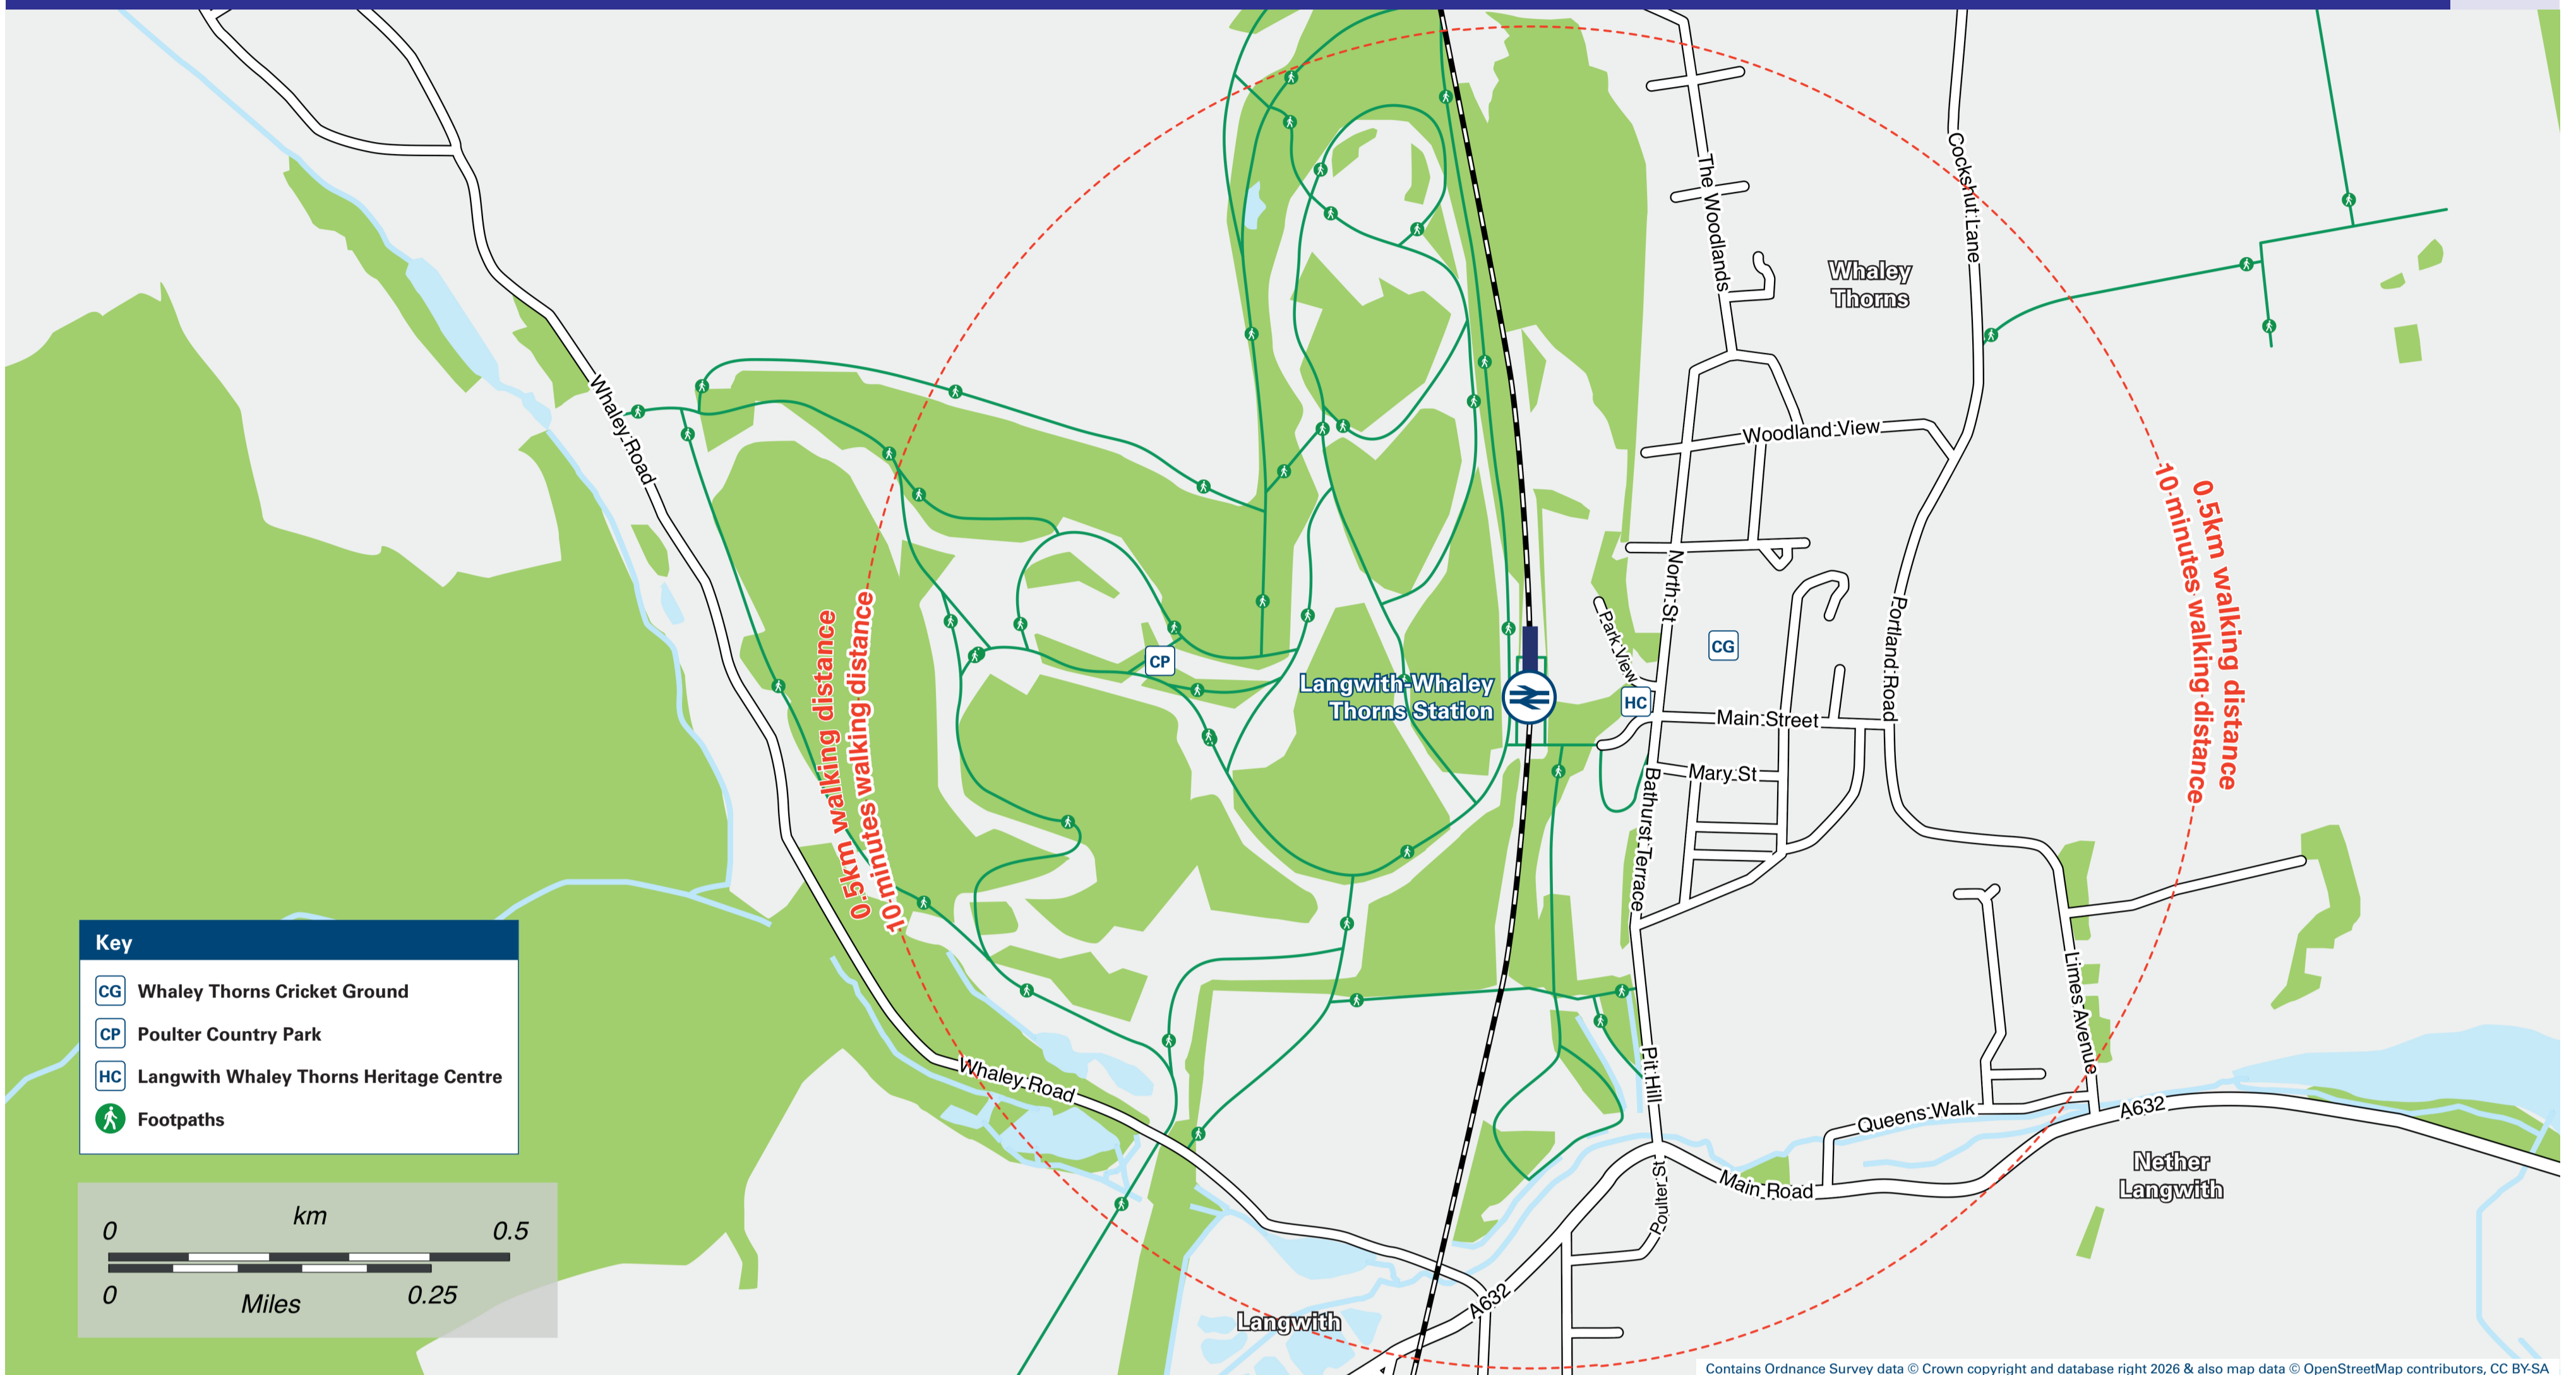 The Woodlands
Cockshut Lane
Whaley
Thorns
Whaley Road
Woodland View
0.5km walking distance
10 minutes walking distance
North St
Park View
Portland Road
CG
CP
Langwith-Whaley
Thorns Station
HC
Main Street
Mary St
0.5km walking distance
10 minutes walking distance
Bathurst Terrace
Limes Avenue
Key
CG Whaley Thorns Cricket Ground
CP Poulter Country Park
HC Langwith Whaley Thorns Heritage Centre
Footpaths
Whaley Road
Pit Hill
Queens Walk
A632
Poulter St
Main Road
Nether
Langwith
km
0 0.5
0 0.25
Miles
A632
Langwith
Contains Ordnance Survey data © Crown copyright and database right 2026 & also map data © OpenStreetMap contributors, CC BY-SA